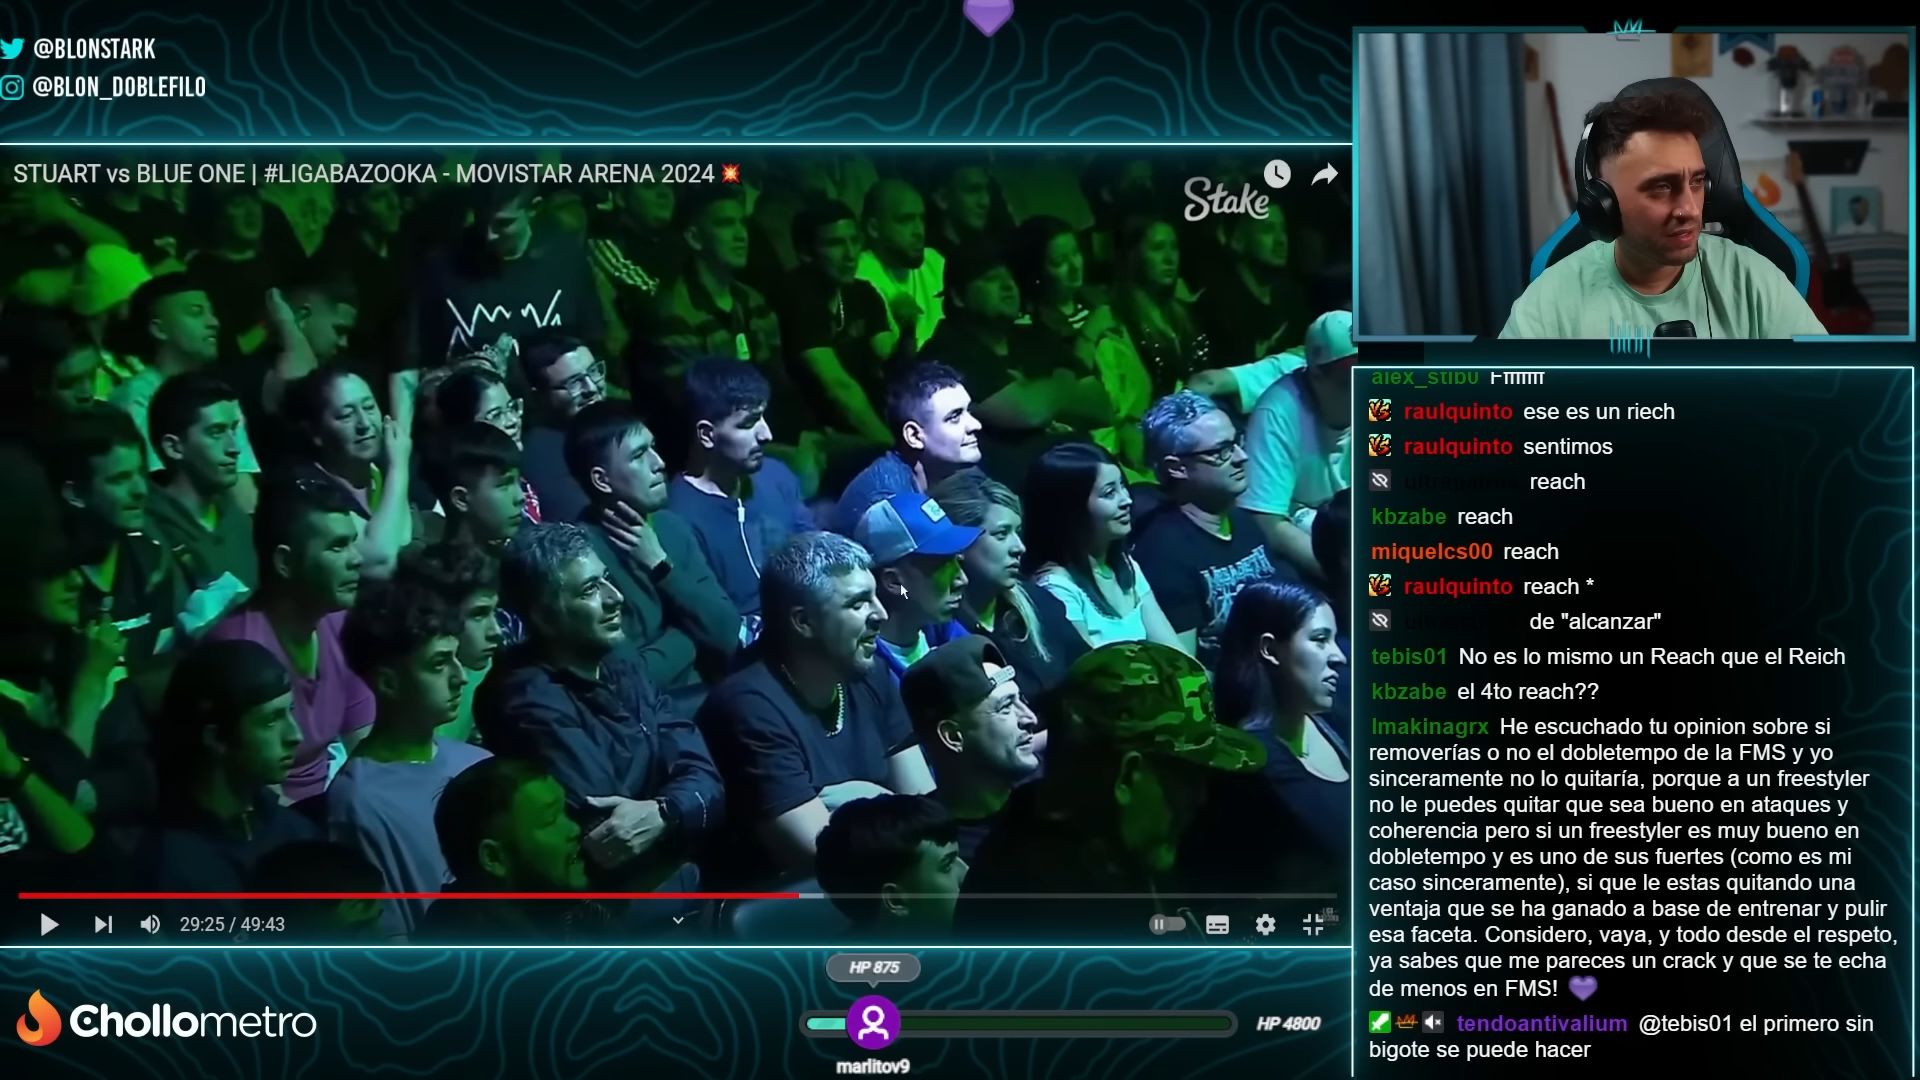 @BLONSTARK
@BLON_DOBLEFILO
STUART vs BLUE ONE | #LIGABAZOOKA - MOVISTAR ARENA 2024 💥
Stake
29:25 / 49:43
Chollometro
HP 875
HP 4800
marlitov9
alex_stib0 Ffffffff
raulquinto ese es un riech
raulquinto sentimos
reach
kbzabe reach
miquelcs00 reach
raulquinto reach *
de "alcanzar"
tebis01 No es lo mismo un Reach que el Reich
kbzabe el 4to reach??
lmakinagrx He escuchado tu opinion sobre si
removerías o no el dobletempo de la FMS y yo
sinceramente no lo quitaría, porque a un freestyler
no le puedes quitar que sea bueno en ataques y
coherencia pero si un freestyler es muy bueno en
dobletempo y es uno de sus fuertes (como es mi
caso sinceramente), si que le estas quitando una
ventaja que se ha ganado a base de entrenar y pulir
esa faceta. Considero, vaya, y todo desde el respeto,
ya sabes que me pareces un crack y que se te echa
de menos en FMS! 💜
tendoantivalium @tebis01 el primero sin
bigote se puede hacer